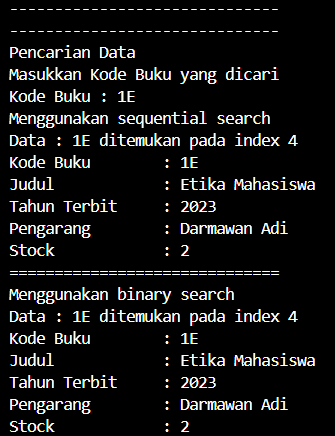 ------------------------------
------------------------------
Pencarian Data
Masukkan Kode Buku yang dicari
Kode Buku : 1E
Menggunakan sequential search
Data : 1E ditemukan pada index 4
Kode Buku        : 1E
Judul            : Etika Mahasiswa
Tahun Terbit     : 2023
Pengarang        : Darmawan Adi
Stock            : 2
==============================
Menggunakan binary search
Data : 1E ditemukan pada index 4
Kode Buku        : 1E
Judul            : Etika Mahasiswa
Tahun Terbit     : 2023
Pengarang        : Darmawan Adi
Stock            : 2